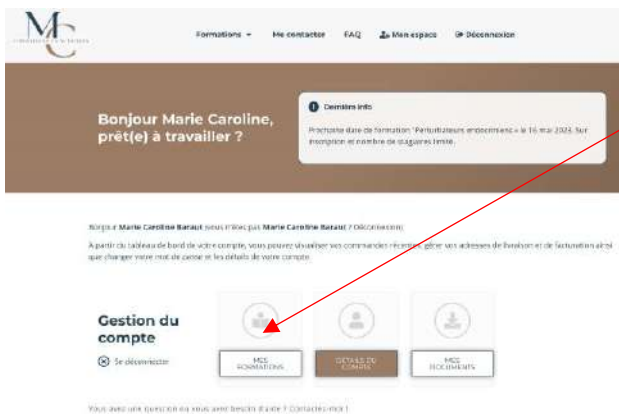 MC
Formations
Me contacter
FAQ
Mon espace
Déconnexion
Bonjour Marie Caroline,
prêt(e) à travailler ?
Dernière info
Prochaine date de formation "Perturbateurs endocriniens » le 16 mai 2023. Sur
inscription et nombre de stagiaires limité.
Bonjour Marie Caroline Baraut (vous n'êtes pas Marie Caroline Baraut ? Déconnexion)
À partir du tableau de bord de votre compte, vous pouvez visualiser vos commandes récentes, gérer vos adresses de livraison et de facturation ainsi
que changer votre mot de passe et les détails de votre compte.
Gestion du
compte
Se déconnecter
MES
FORMATIONS
DÉTAILS DU
COMPTE
MES
DOCUMENTS
Vous avez une question ou vous avez besoin d'aide ? Contactez-moi !